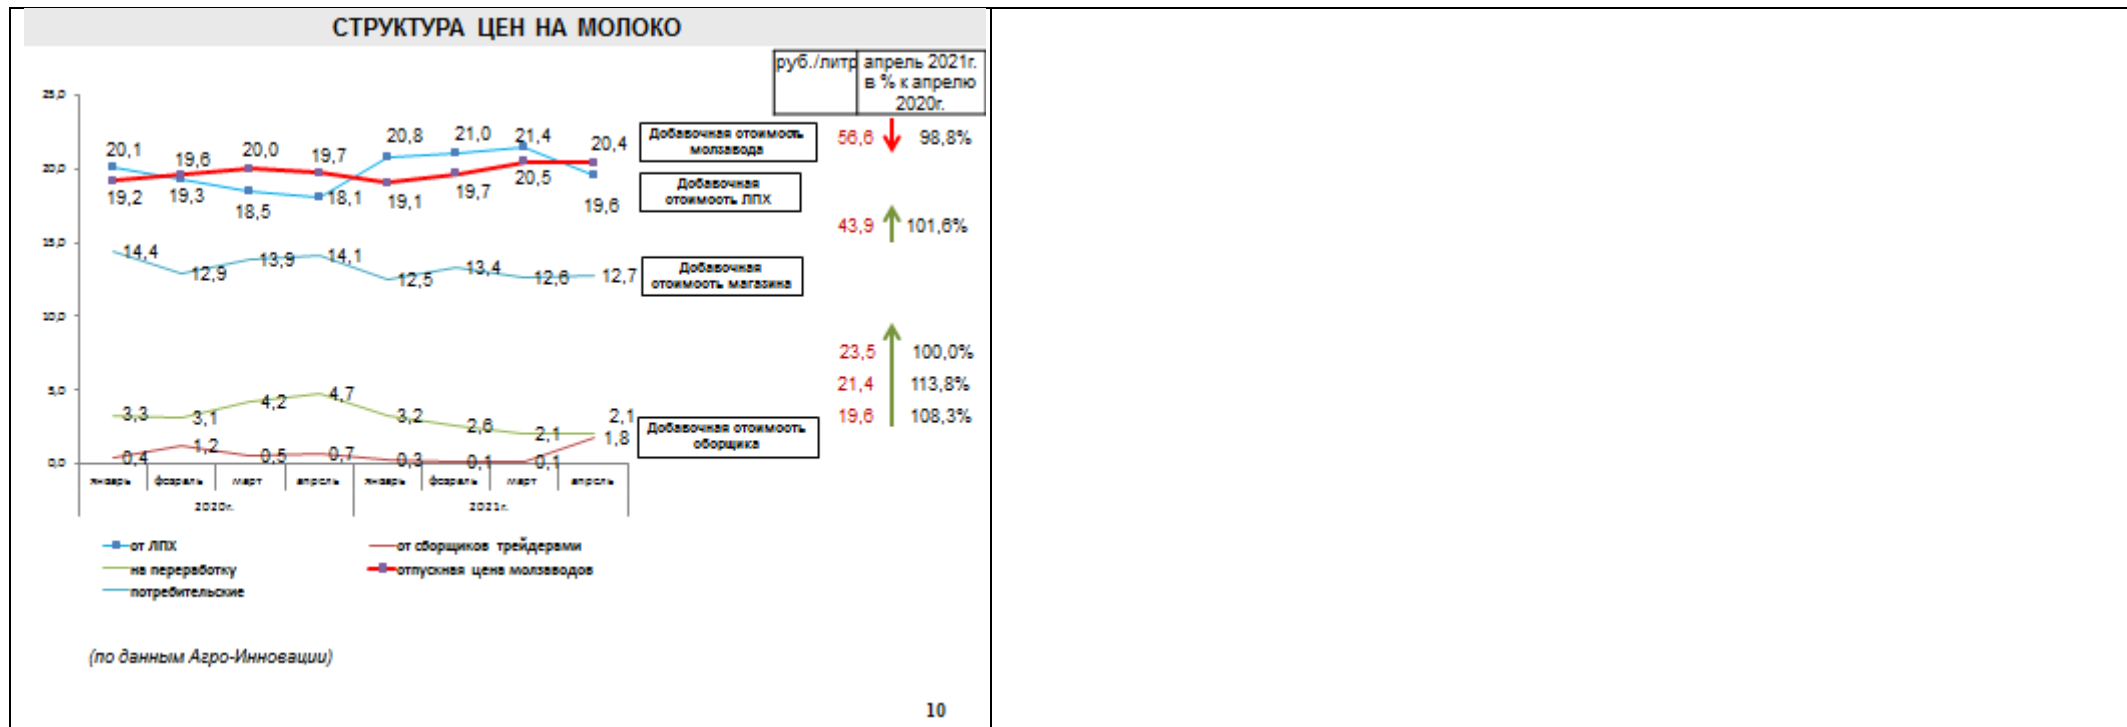 СТРУКТУРА ЦЕН НА МОЛОКО
руб./литр
апрель 2021г.
в % к апрелю
2020г.
25,0
20,0
15,0
10,0
5,0
0,0
20,1
19,6
20,0
19,7
20,8
21,0
21,4
20,4
19,2
19,3
18,5
18,1
19,1
19,7
20,5
19,6
14,4
12,9
13,9
14,1
12,5
13,4
12,6
12,7
3,3
3,1
4,2
4,7
3,2
2,6
2,1
2,1
0,4
1,2
0,5
0,7
0,3
0,1
0,1
1,8
Добавочная отоимость
молзавода
56,6 98,8%
Добавочная
отоимость ЛПХ
43,9 101,6%
Добавочная
отоимость магазина
23,5 100,0%
21,4 113,8%
19,6 108,3%
Добавочная отоимость
оборщика
январь февраль март апрель январь февраль март апрель
2020г. 2021г.
от ЛПХ от сборщиков трейдерами
на переработку отпускная цена молзаводов
потребительские
(по данным Агро-Инновации)
10